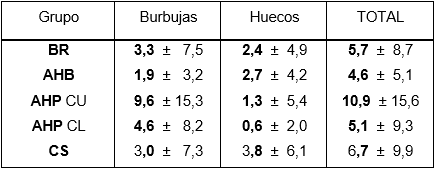 Grupo Burbujas Huecos TOTAL
BR 3,3 ± 7,5 2,4 ± 4,9 5,7 ± 8,7
AHB 1,9 ± 3,2 2,7 ± 4,2 4,6 ± 5,1
AHP CU 9,6 ± 15,3 1,3 ± 5,4 10,9 ± 15,6
AHP CL 4,6 ± 8,2 0,6 ± 2,0 5,1 ± 9,3
CS 3,0 ± 7,3 3,8 ± 6,1 6,7 ± 9,9